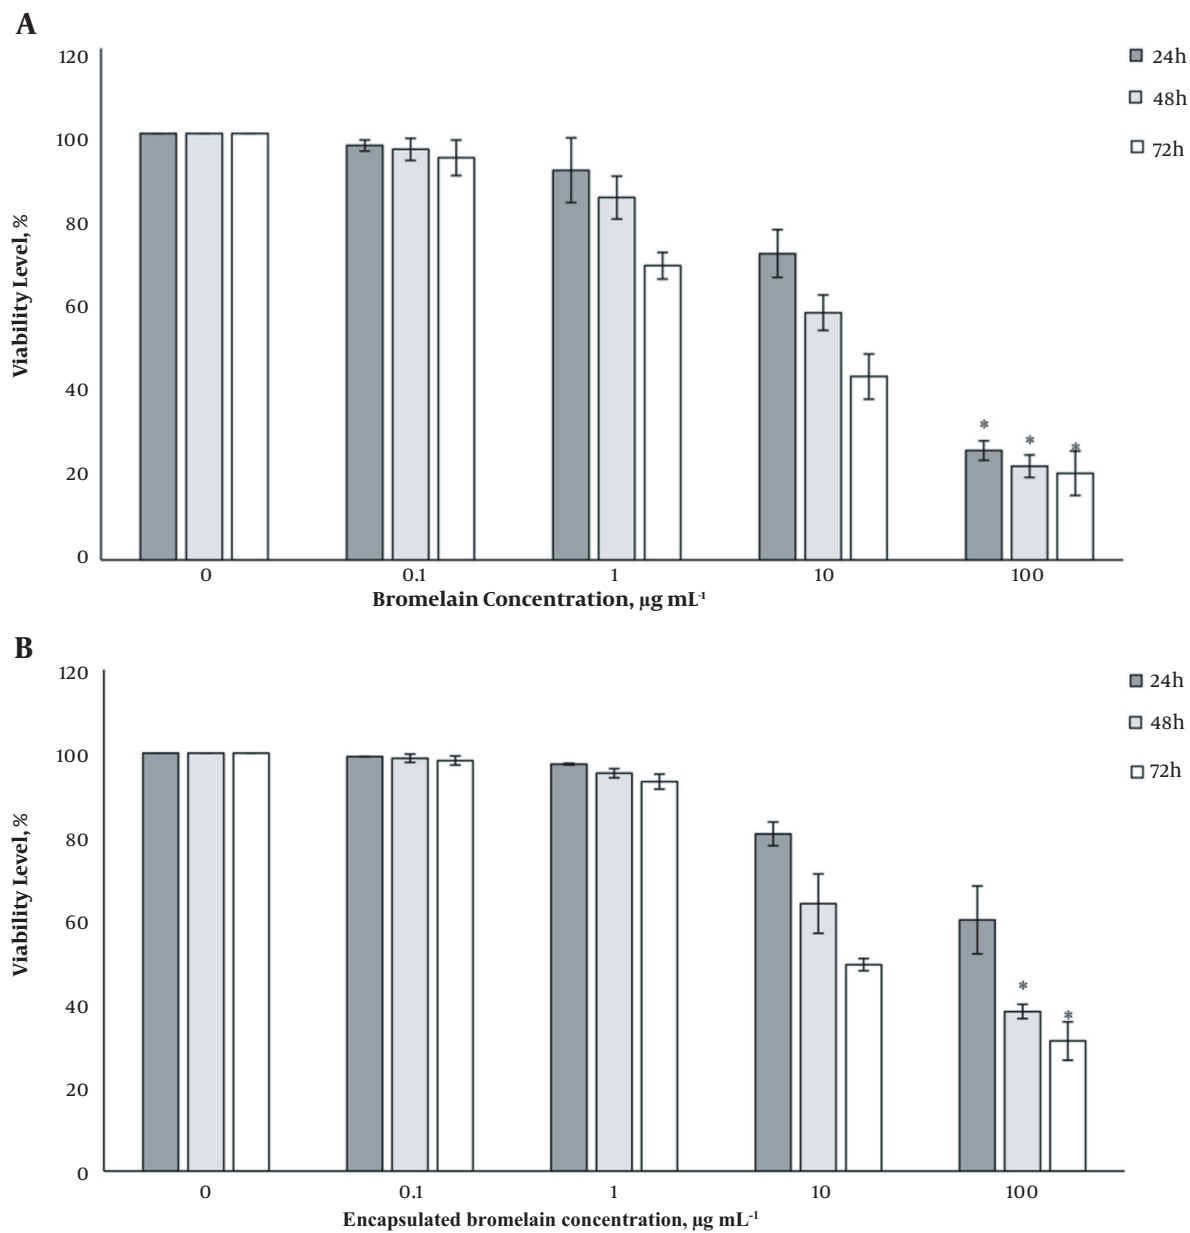 A
120
100
80
60
40
20
0
Viability Level, %
24h
48h
72h
* * *
0 0.1 1 10 100
Bromelain Concentration, µg mL-1
B
120
100
80
60
40
20
0
Viability Level, %
24h
48h
72h
* *
0 0.1 1 10 100
Encapsulated bromelain concentration, µg mL-1